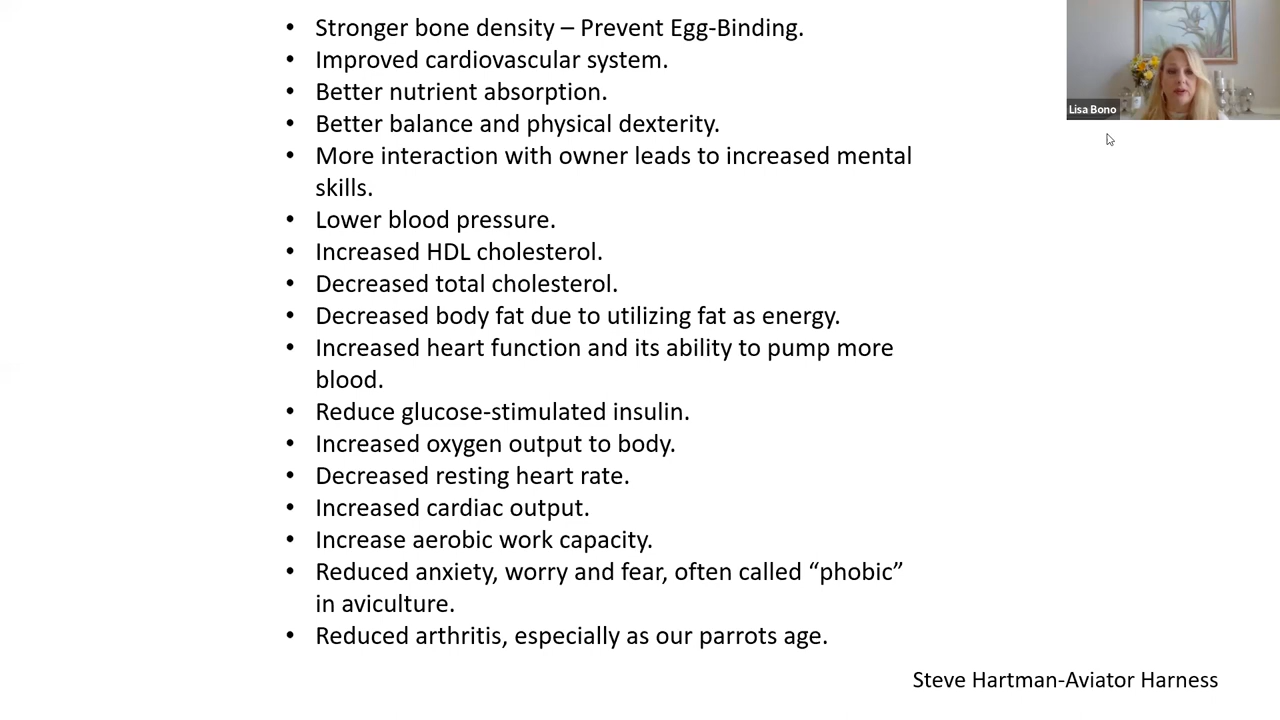 • Stronger bone density – Prevent Egg-Binding.
• Improved cardiovascular system.
• Better nutrient absorption.
• Better balance and physical dexterity.
• More interaction with owner leads to increased mental
skills.
• Lower blood pressure.
• Increased HDL cholesterol.
• Decreased total cholesterol.
• Decreased body fat due to utilizing fat as energy.
• Increased heart function and its ability to pump more
blood.
• Reduce glucose-stimulated insulin.
• Increased oxygen output to body.
• Decreased resting heart rate.
• Increased cardiac output.
• Increase aerobic work capacity.
• Reduced anxiety, worry and fear, often called “phobic”
in aviculture.
• Reduced arthritis, especially as our parrots age.
Steve Hartman-Aviator Harness
Lisa Bono